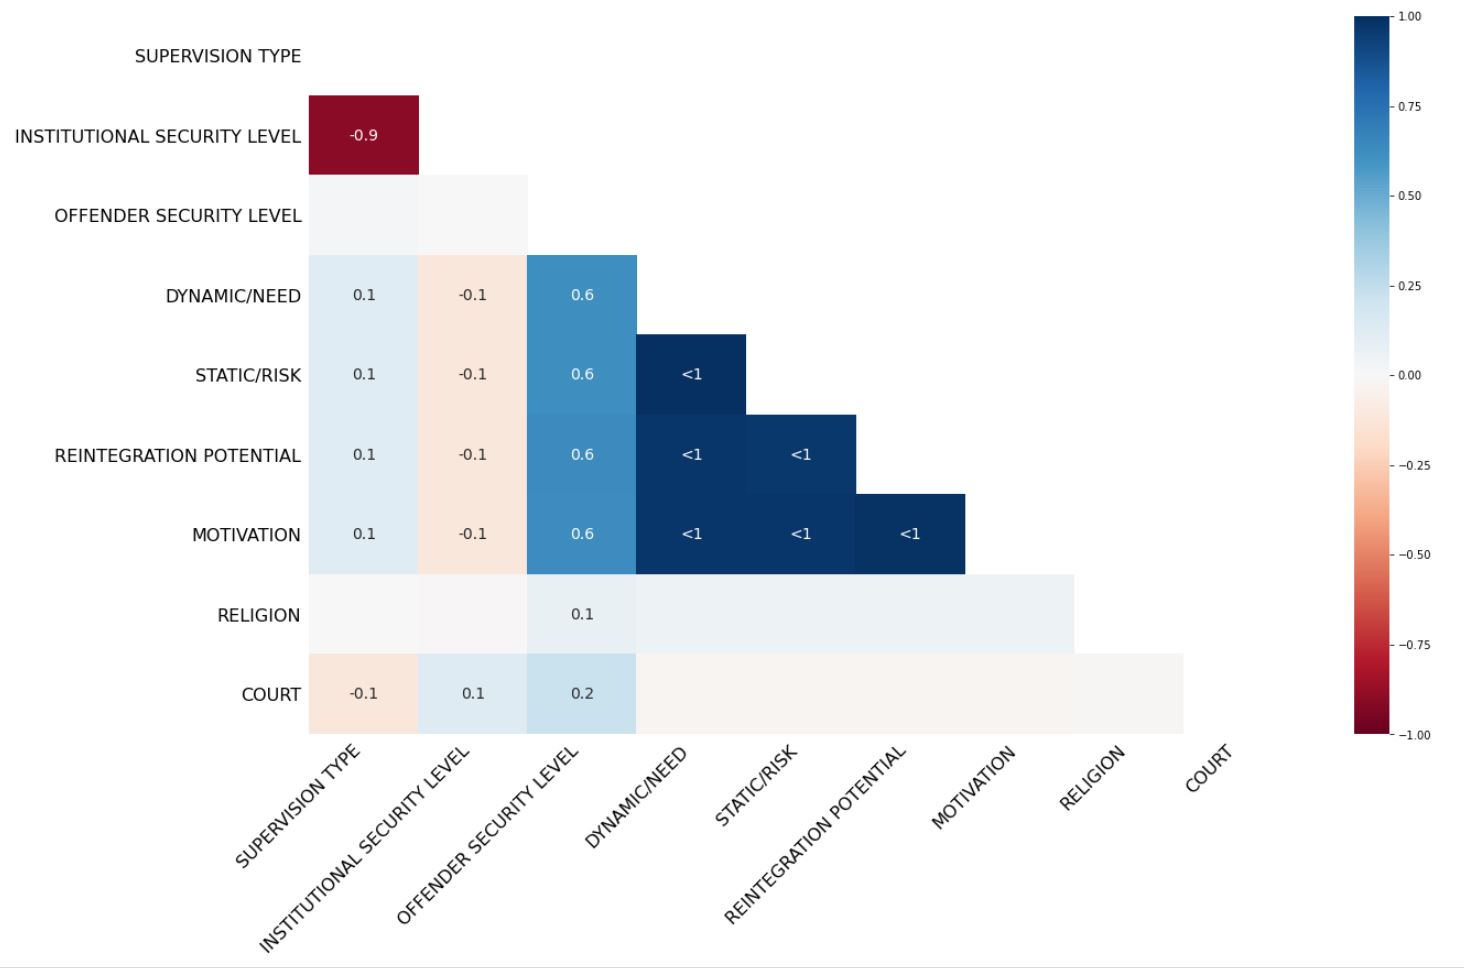 1.00
SUPERVISION TYPE
0.75
INSTITUTIONAL SECURITY LEVEL
-0.9
0.50
OFFENDER SECURITY LEVEL
0.25
DYNAMIC/NEED
0.1
-0.1
0.6
0.00
STATIC/RISK
0.1
-0.1
0.6
<1
REINTEGRATION POTENTIAL
0.1
-0.1
0.6
<1
<1
−0.25
MOTIVATION
0.1
-0.1
0.6
<1
<1
<1
−0.50
RELIGION
0.1
−0.75
COURT
-0.1
0.1
0.2
−1.00
SUPERVISION TYPE
INSTITUTIONAL SECURITY LEVEL
OFFENDER SECURITY LEVEL
DYNAMIC/NEED
STATIC/RISK
REINTEGRATION POTENTIAL
MOTIVATION
RELIGION
COURT